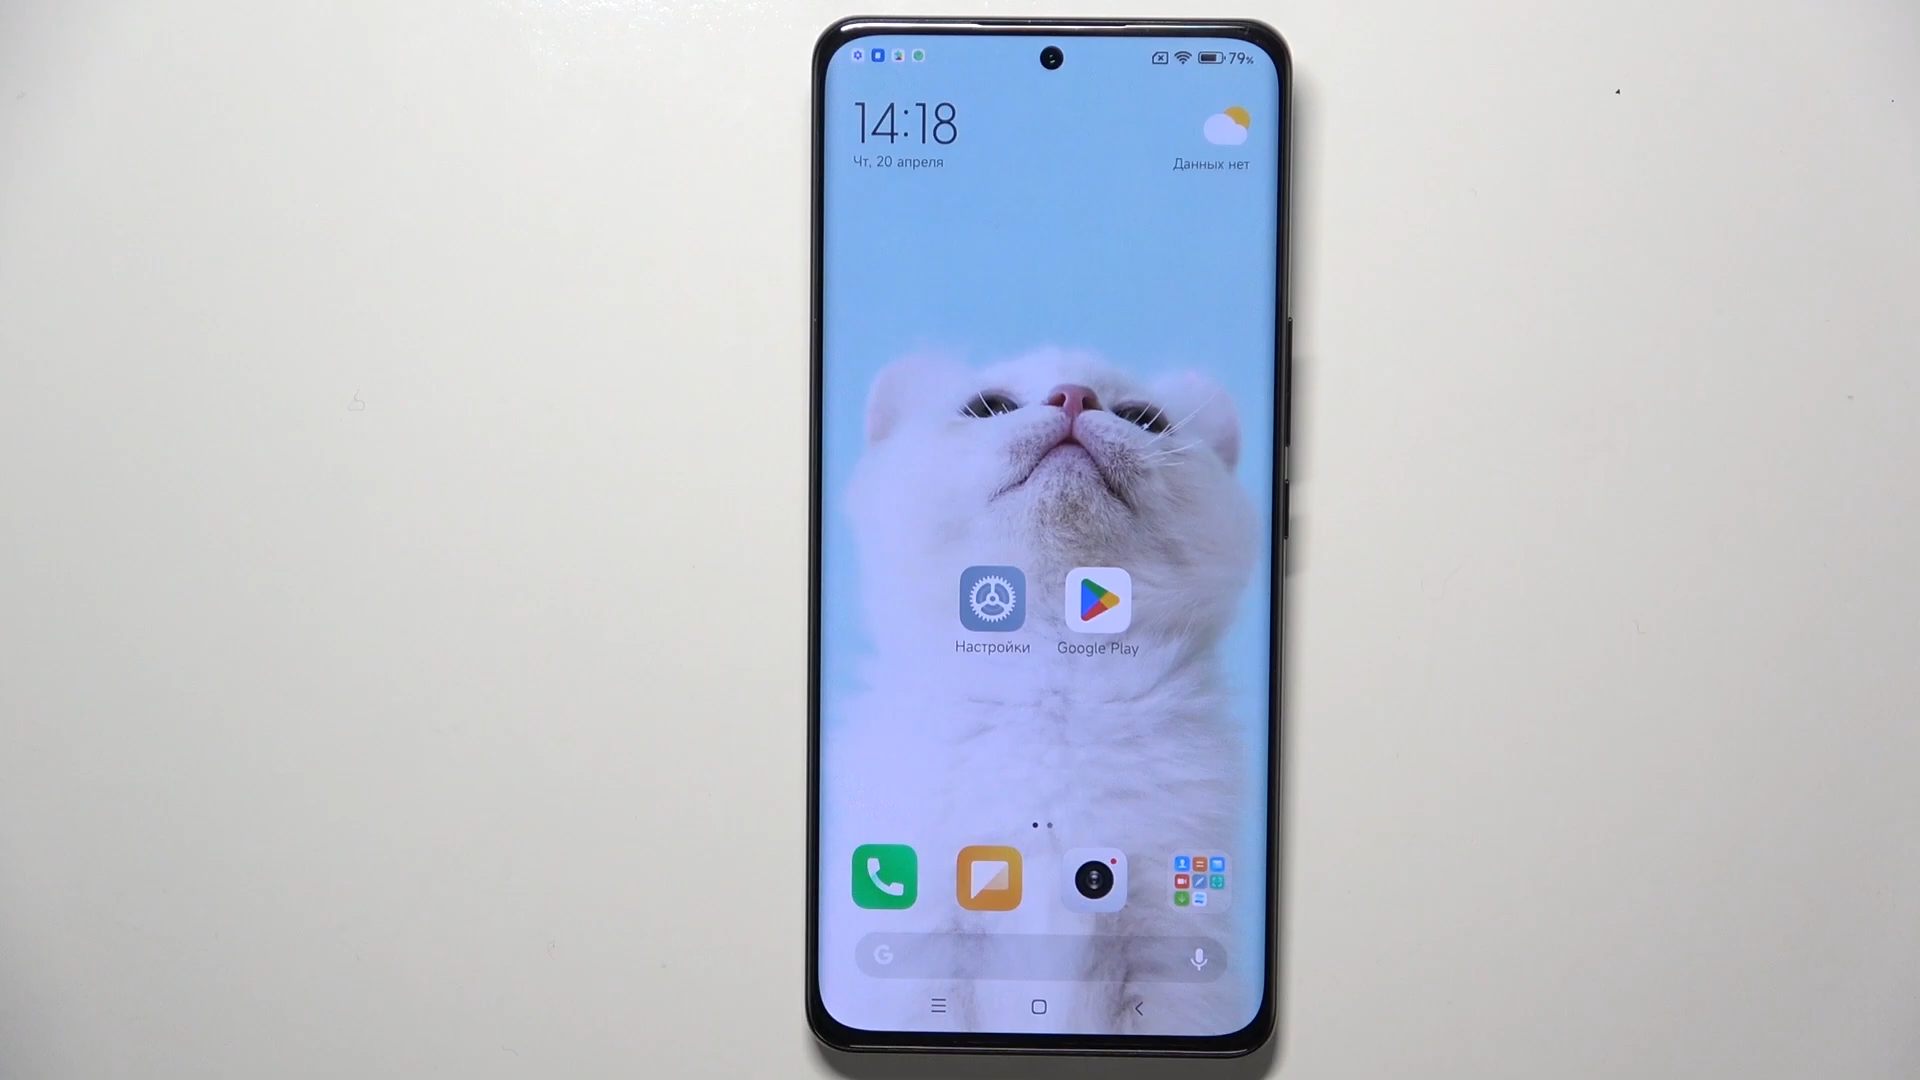 79%
14:18
Чт, 20 апреля
Данных нет
Настройки
Google Play
G